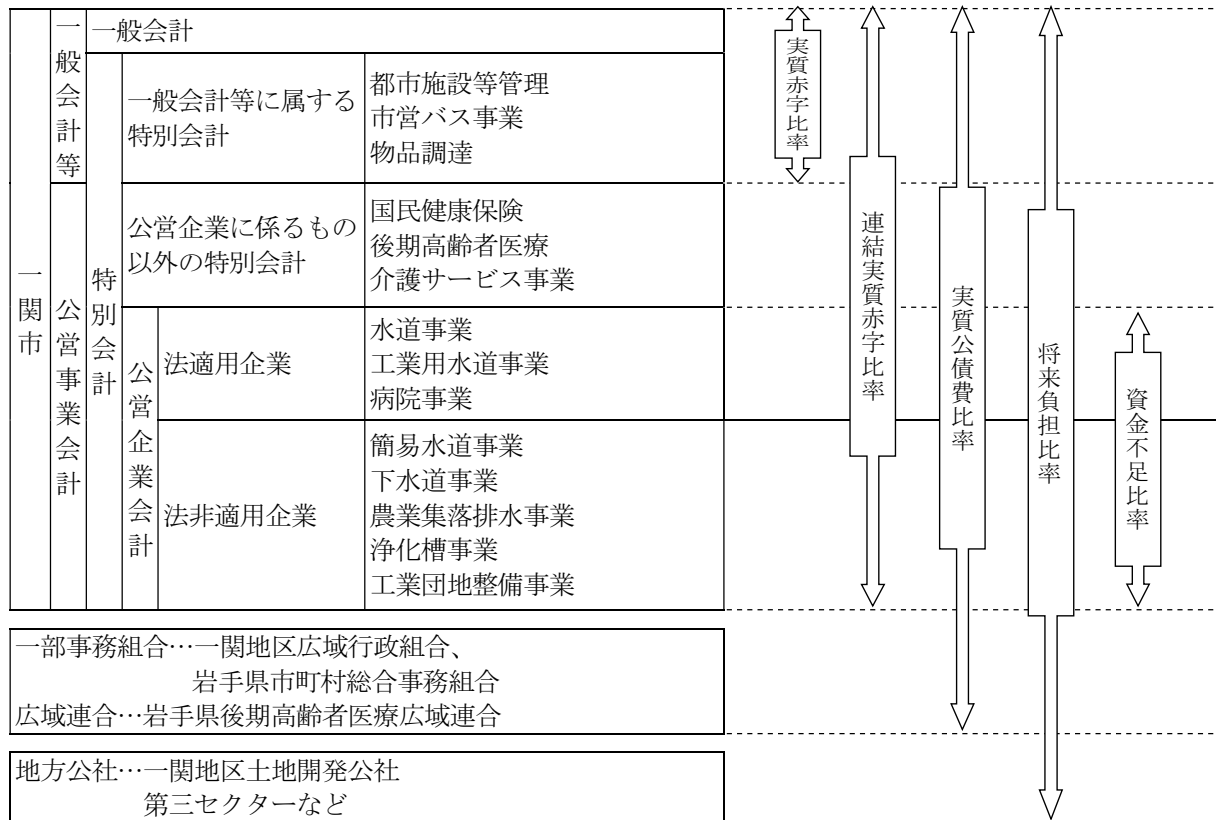 一関市
一般会計等
公営事業会計
一般会計
特別会計
一般会計等に属する
特別会計
都市施設等管理
市営バス事業
物品調達
公営企業に係るもの
以外の特別会計
国民健康保険
後期高齢者医療
介護サービス事業
公営企業会計
法適用企業
水道事業
工業用水道事業
病院事業
法非適用企業
簡易水道事業
下水道事業
農業集落排水事業
浄化槽事業
工業団地整備事業
実質赤字比率
連結実質赤字比率
実質公債費比率
将来負担比率
資金不足比率
一部事務組合…一関地区広域行政組合、
岩手県市町村総合事務組合
広域連合…岩手県後期高齢者医療広域連合
地方公社…一関地区土地開発公社
第三セクターなど